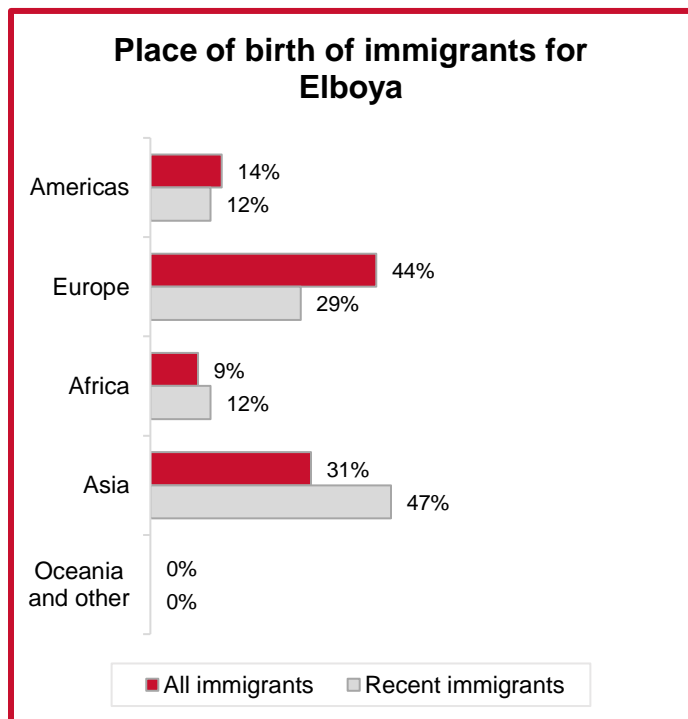 Place of birth of immigrants for
Elboya
Americas
14%
12%
Europe
44%
29%
Africa
9%
12%
Asia
31%
47%
Oceania
and other
0%
0%
All immigrants
Recent immigrants